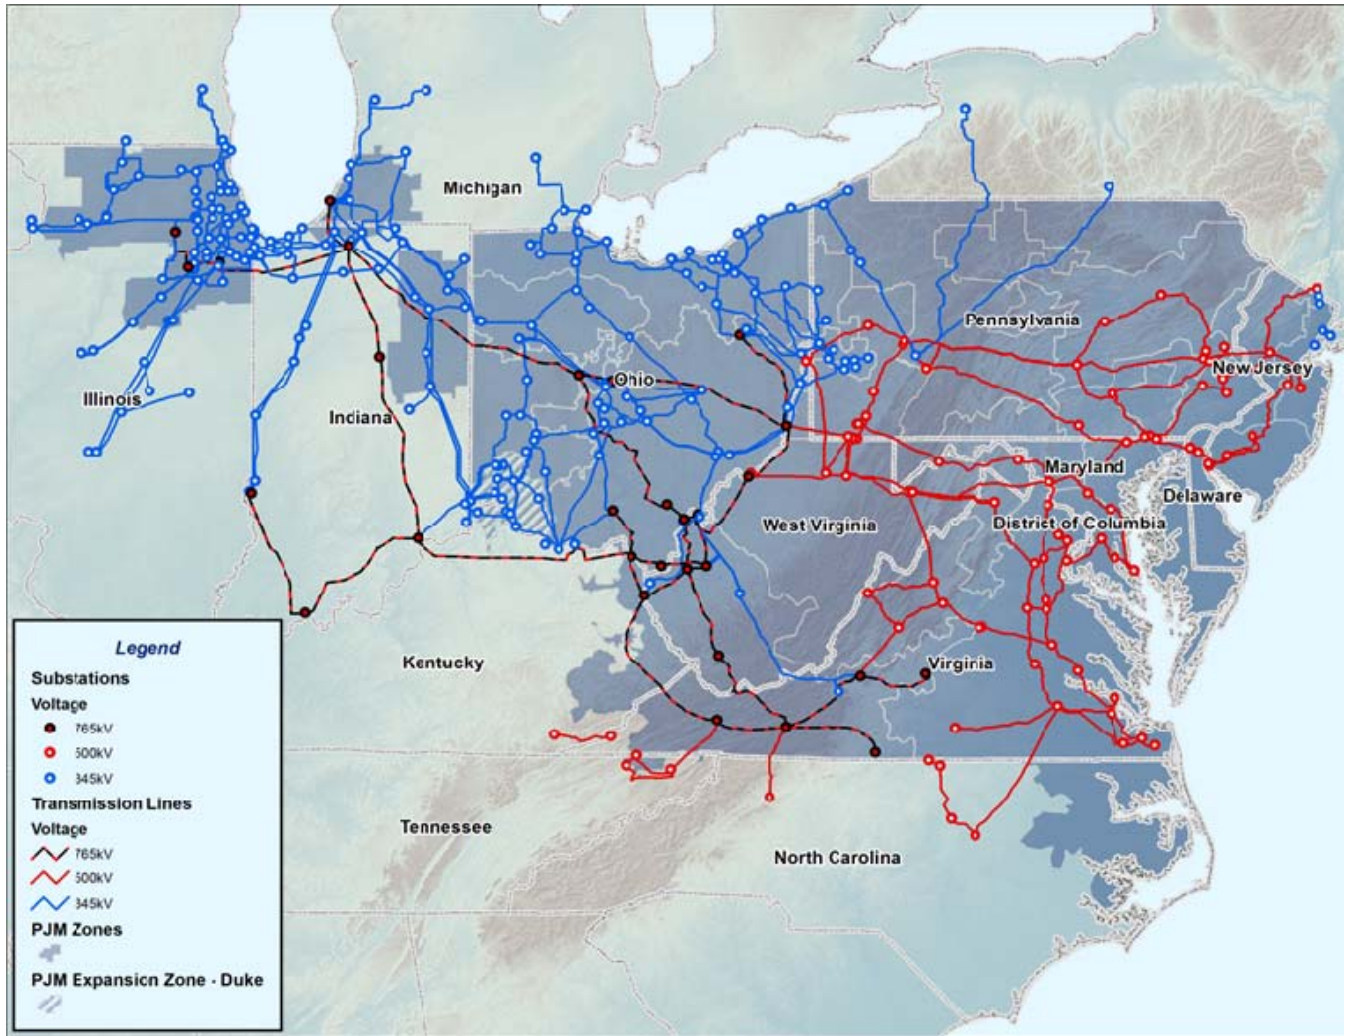 Michigan
Pennsylvania
New Jersey
Ohio
Illinois
Indiana
Maryland
Delaware
West Virginia
District of Columbia
Kentucky
Virginia
Tennessee
North Carolina
Legend
Substations
Voltage
765kV
500kV
345kV
Transmission Lines
Voltage
765kV
500kV
345kV
PJM Zones
PJM Expansion Zone - Duke